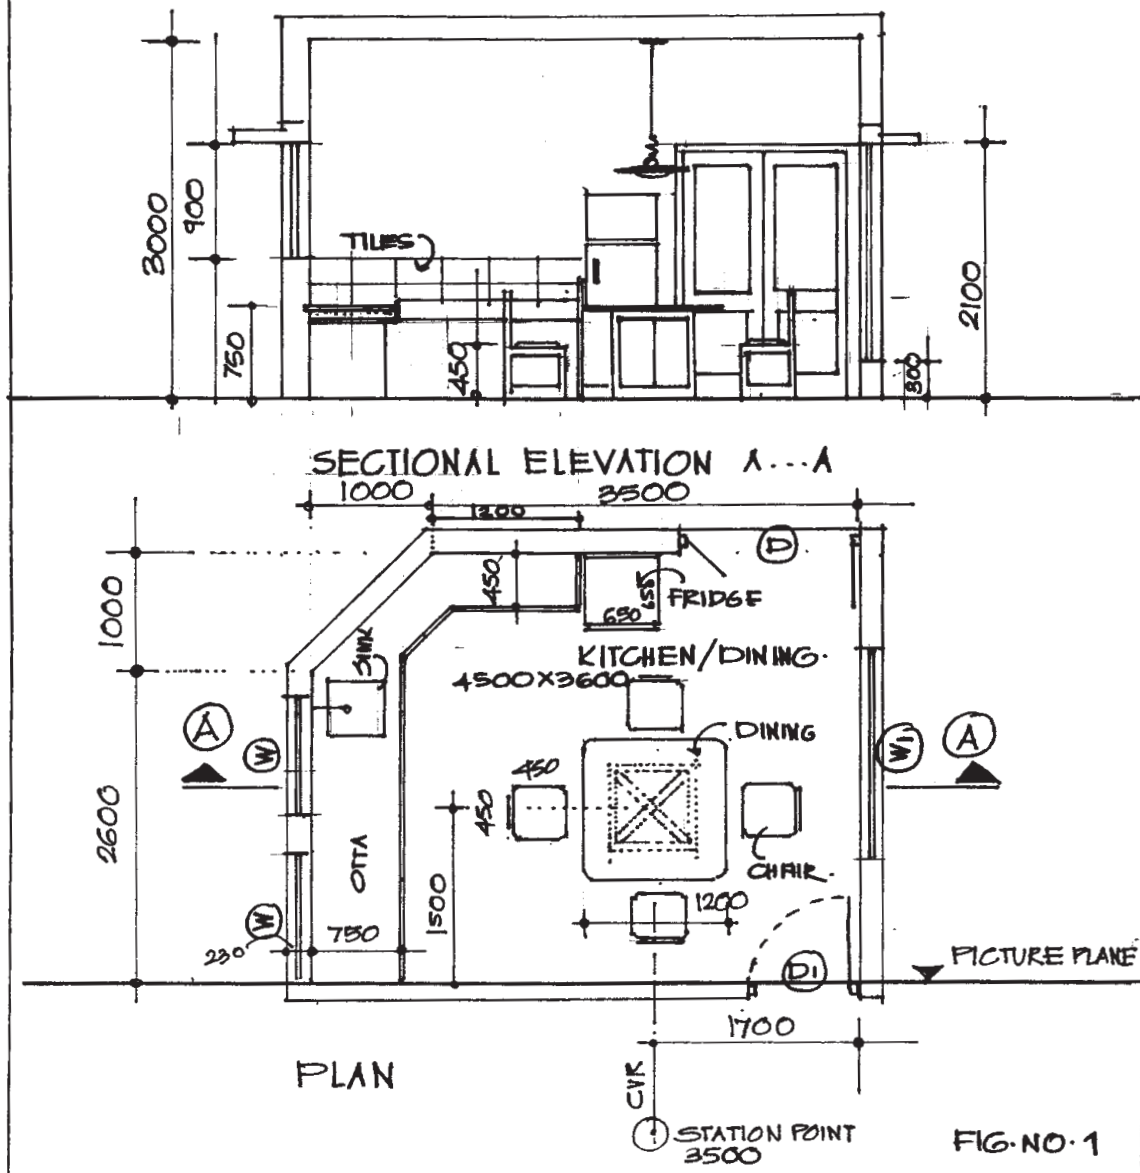 3000
900
TILES
750
450
2100
300
SECTIONAL ELEVATION A...A
1000
3500
1200
D
1000
450
655
FRIDGE
650
SINK
KITCHEN/DINING.
4500X3600
A
W
DINING
W1
A
450
450
2600
OTTA
CHAIR.
1500
1200
W
230
750
D1
PICTURE PLANE
1700
PLAN
CVR
STATION POINT
3500
FIG.NO.1